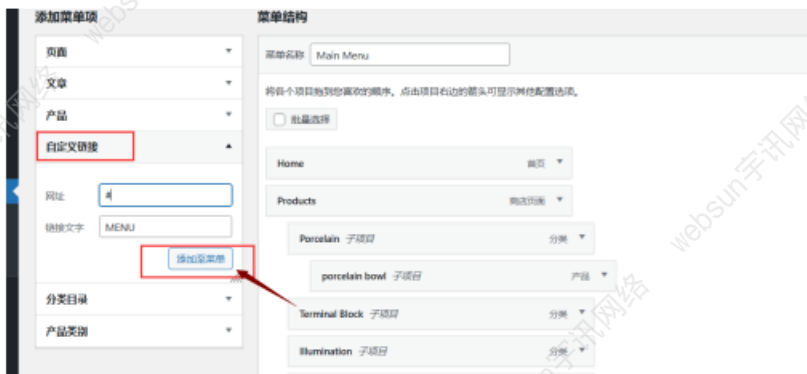 添加菜单项
页面
文章
产品
自定义链接
网址 #
链接文字 MENU
添加至菜单
分类目录
产品类别
菜单结构
菜单名称 Main Menu
将各个项目拖到您喜欢的顺序。点击项目右边的箭头可显示其他配置选项。
批量选择
Home 首页
Products 商店页面
Porcelain 子项目 分类
porcelain bowl 子项目 产品
Terminal Block 子项目 分类
Illumination 子项目 分类
websun宇讯网络